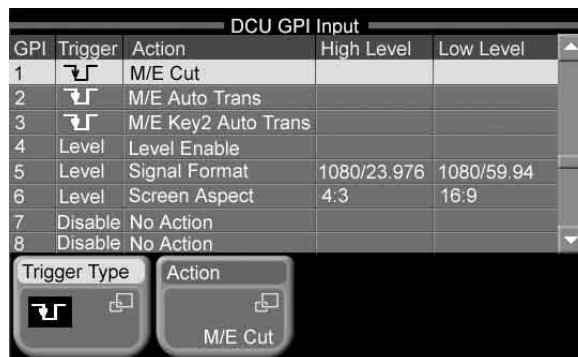 DCU GPI Input
GPI Trigger Action High Level Low Level
1 M/E Cut
2 M/E Auto Trans
3 M/E Key2 Auto Trans
4 Level Level Enable
5 Level Signal Format 1080/23.976 1080/59.94
6 Level Screen Aspect 4:3 16:9
7 Disable No Action
8 Disable No Action
Trigger Type Action
M/E Cut